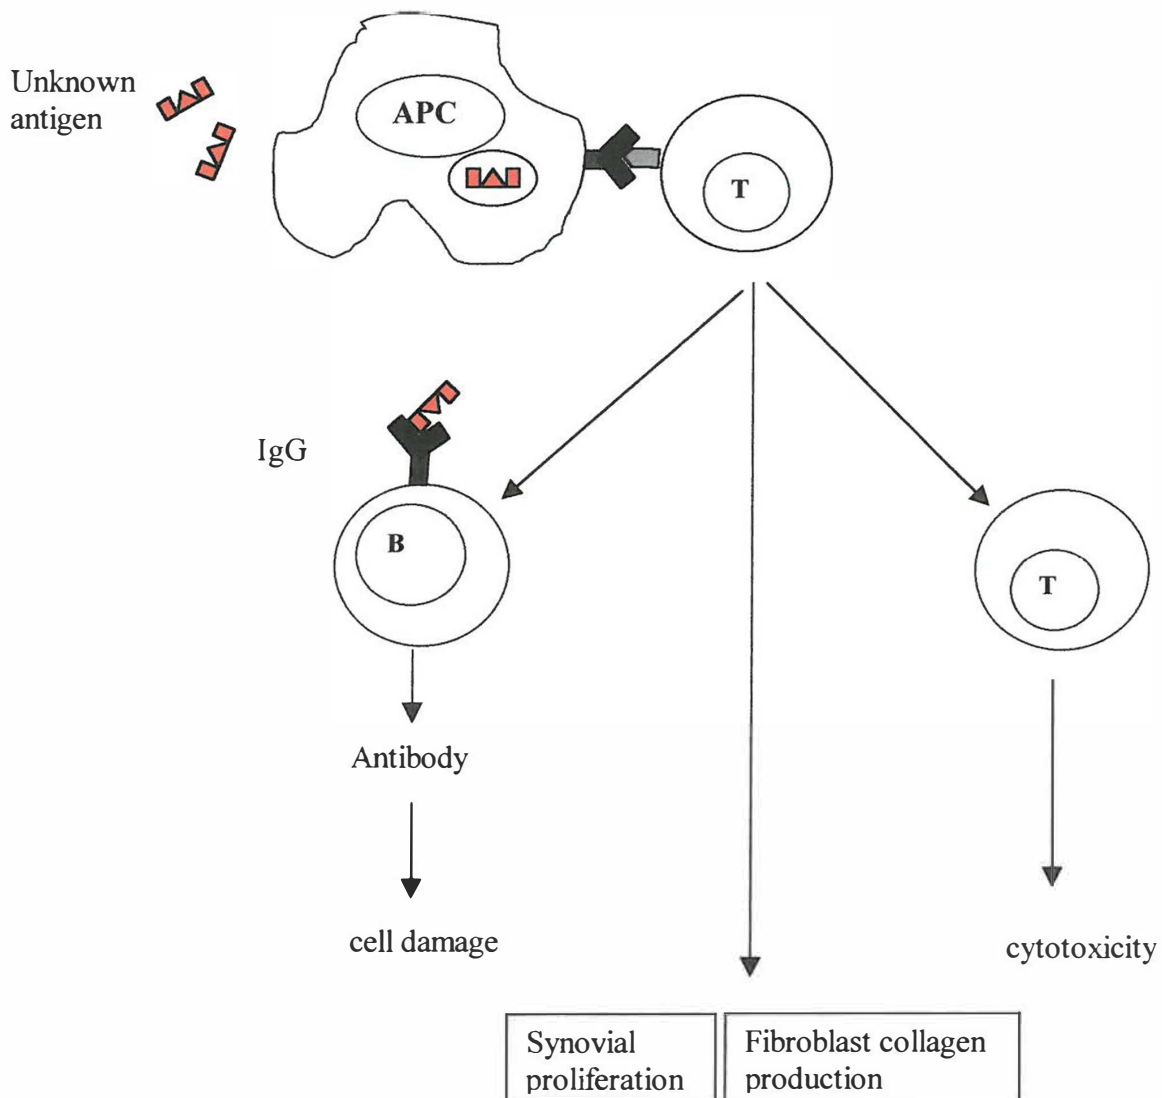 Unknown
antigen
APC
T
IgG
B
T
Antibody
cell damage
cytotoxicity
Synovial
proliferation
Fibroblast collagen
production